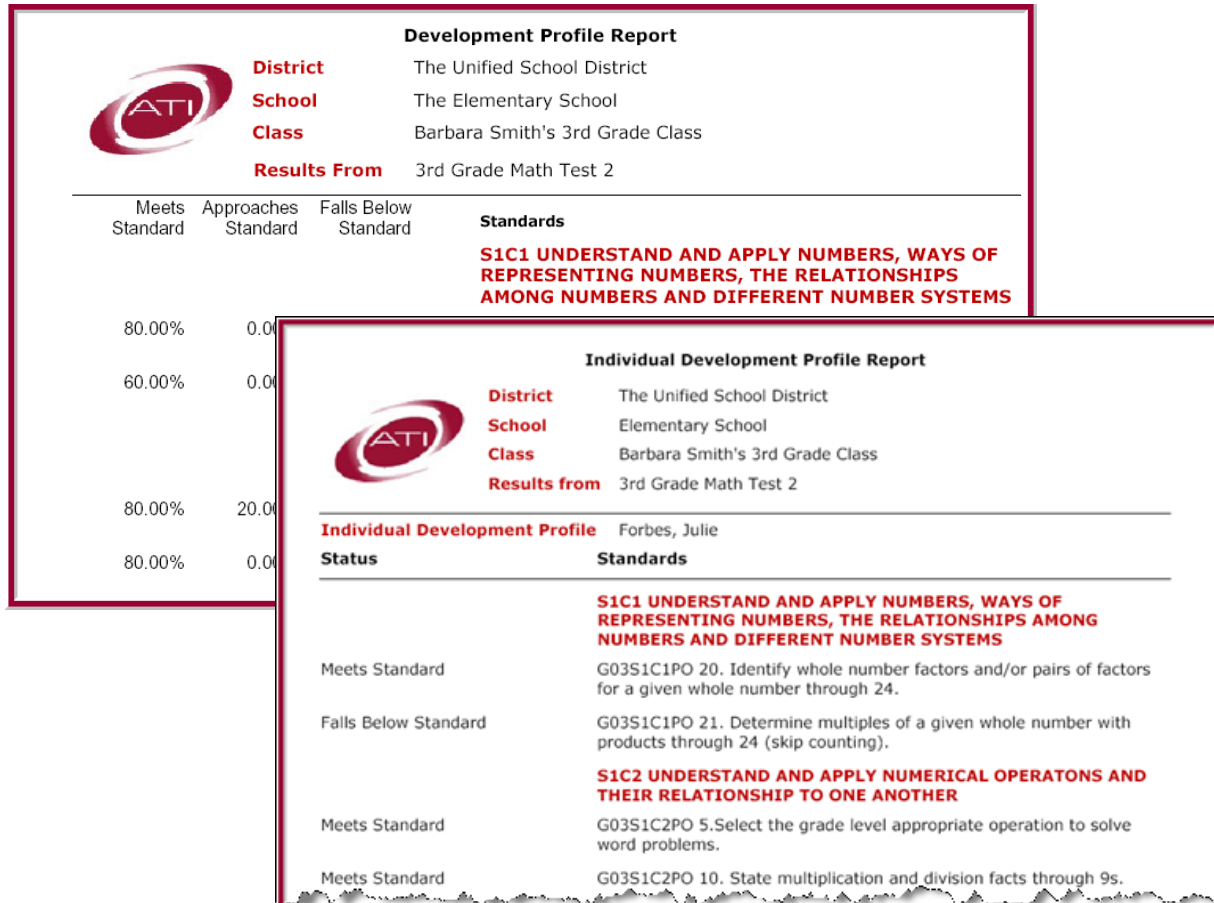 Development Profile Report
ATI
District The Unified School District
School The Elementary School
Class Barbara Smith's 3rd Grade Class
Results From 3rd Grade Math Test 2
Meets Approaches Falls Below
Standard Standard Standard
Standards
S1C1 UNDERSTAND AND APPLY NUMBERS, WAYS OF
REPRESENTING NUMBERS, THE RELATIONSHIPS
AMONG NUMBERS AND DIFFERENT NUMBER SYSTEMS
80.00% 0.0
60.00% 0.0
80.00% 20.0
80.00% 0.0
Individual Development Profile Report
ATI
District The Unified School District
School Elementary School
Class Barbara Smith's 3rd Grade Class
Results from 3rd Grade Math Test 2
Individual Development Profile Forbes, Julie
Status Standards
S1C1 UNDERSTAND AND APPLY NUMBERS, WAYS OF
REPRESENTING NUMBERS, THE RELATIONSHIPS AMONG
NUMBERS AND DIFFERENT NUMBER SYSTEMS
Meets Standard G03S1C1PO 20. Identify whole number factors and/or pairs of factors
for a given whole number through 24.
Falls Below Standard G03S1C1PO 21. Determine multiples of a given whole number with
products through 24 (skip counting).
S1C2 UNDERSTAND AND APPLY NUMERICAL OPERATONS AND
THEIR RELATIONSHIP TO ONE ANOTHER
Meets Standard G03S1C2PO 5.Select the grade level appropriate operation to solve
word problems.
Meets Standard G03S1C2PO 10. State multiplication and division facts through 9s.